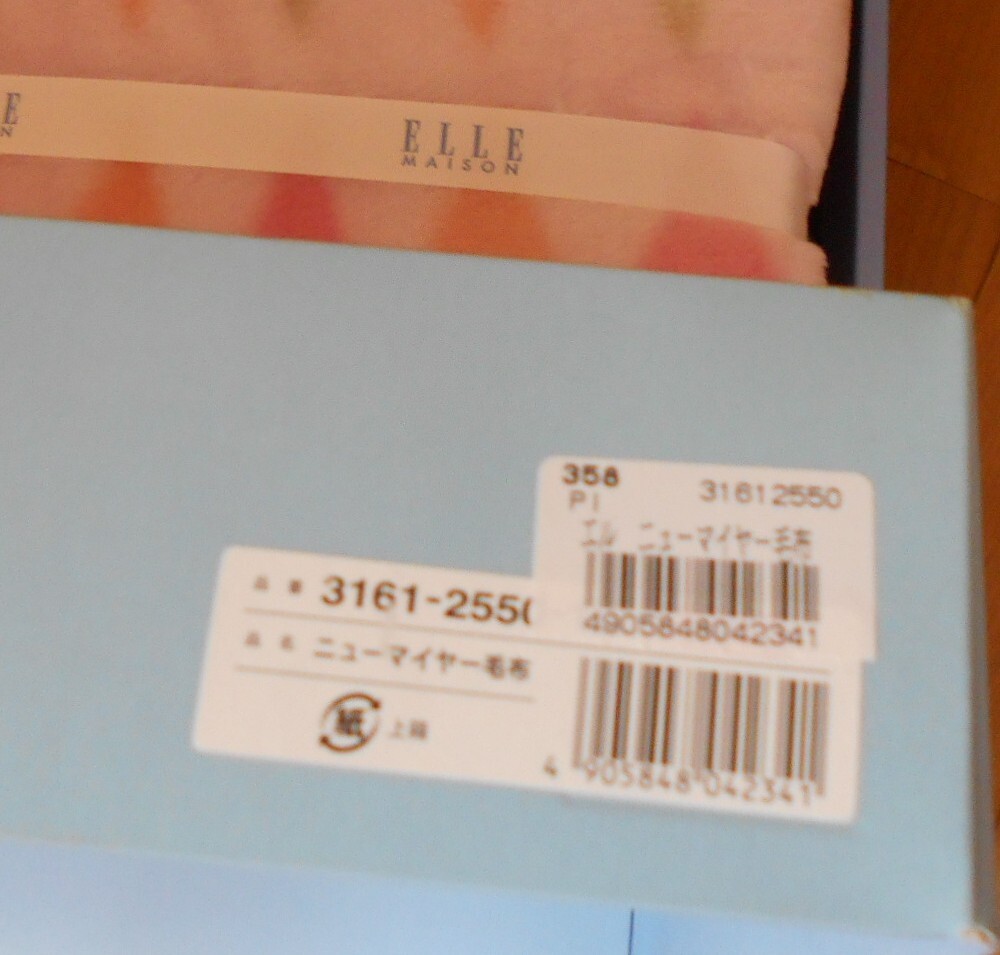 E
N
ELLE
MAISON
358
PI
31612550
エル ニューマイヤー毛布
4905848042341
品番 3161-2550
品名 ニューマイヤー毛布
紙 上箱
4 905848 042341